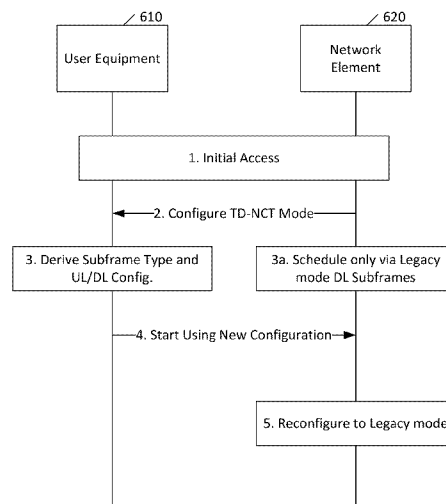 610
620
User Equipment
Network
Element
1. Initial Access
2. Configure TD-NCT Mode
3. Derive Subframe Type and
UL/DL Config.
3a. Schedule only via Legacy
mode DL Subframes
4. Start Using New Configuration
5. Reconfigure to Legacy mode